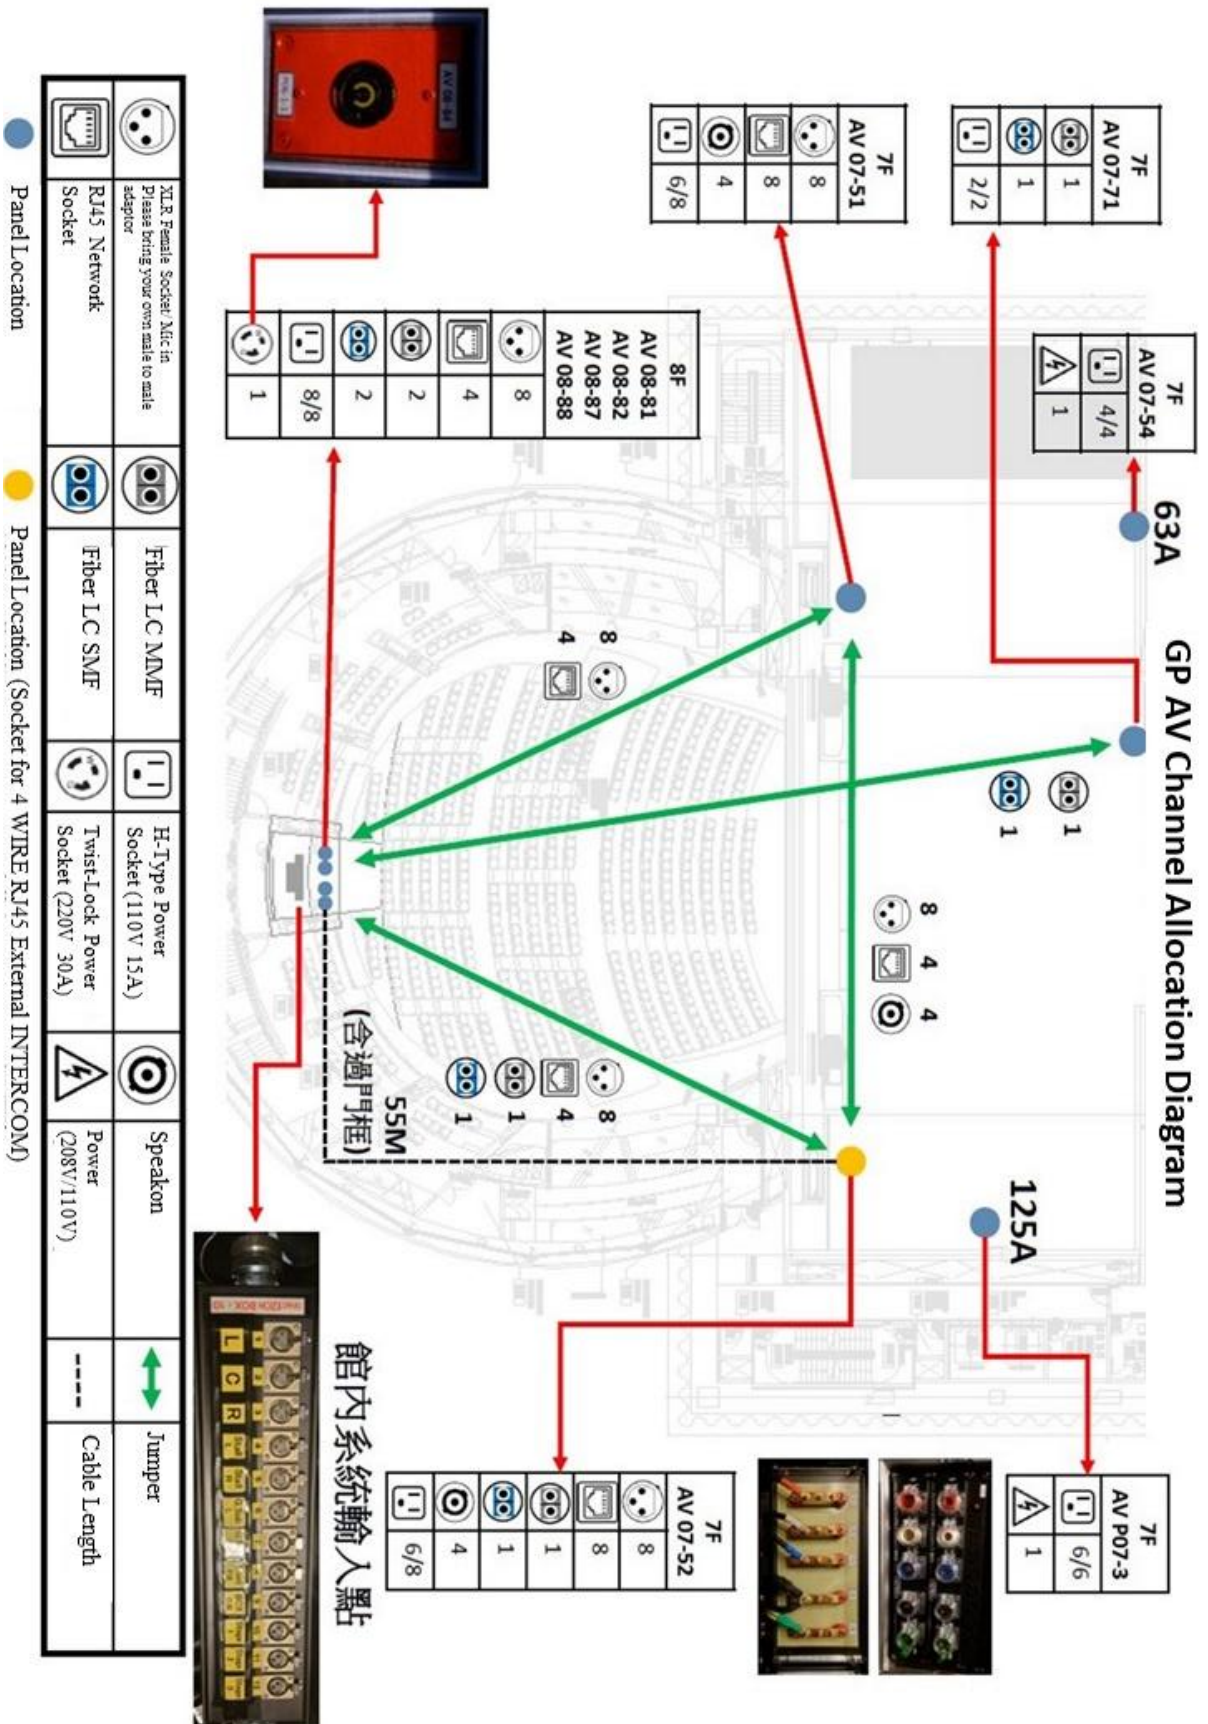 GP AV Channel Allocation Diagram
7F
AV 07-71
1
1
2/2
7F
AV 07-54
4/4
1
63A
7F
AV 07-51
8
8
4
6/8
8F
AV 08-81
AV 08-82
AV 08-87
AV 08-88
8
4
2
2
8/8
1
AV 08-84
8
4
1
1
8
4
4
8
4
1
1
55M
(含過門框)
125A
7F
AV P07-3
6/6
1
7F
AV 07-52
8
8
1
1
4
6/8
館內系統輸入點
L
C
R
XLR Female Socket/ Mic in
Please bring your own male to male
adaptor
Fiber LC MMF
H-Type Power
Socket (110V 15A)
Speakon
Jumper
RJ45 Network
Socket
Fiber LC SMF
Twist-Lock Power
Socket (220V 30A)
Power
(208V/110V)
Cable Length
Panel Location
Panel Location (Socket for 4 WIRE RJ45 External INTERCOM)